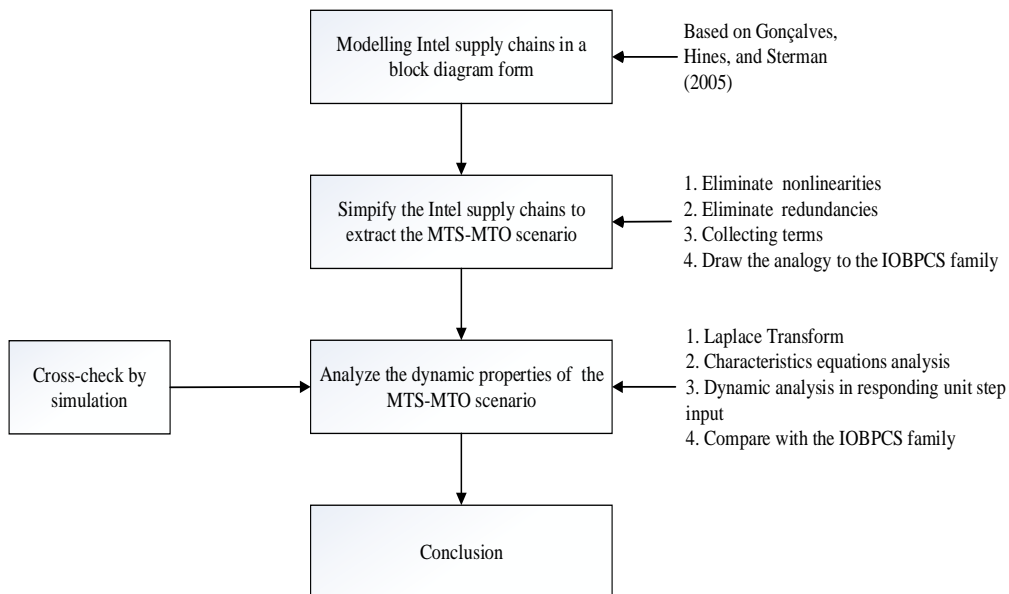 Modelling Intel supply chains in a
block diagram form
Based on Gonçalves,
Hines, and Sterman
(2005)
Simpify the Intel supply chains to
extract the MTS-MTO scenario
1. Eliminate nonlinearities
2. Eliminate redundancies
3. Collecting terms
4. Draw the analogy to the IOBPCS family
Cross-check by
simulation
Analyze the dynamic properties of the
MTS-MTO scenario
1. Laplace Transform
2. Characteristics equations analysis
3. Dynamic analysis in responding unit step
input
4. Compare with the IOBPCS family
Conclusion